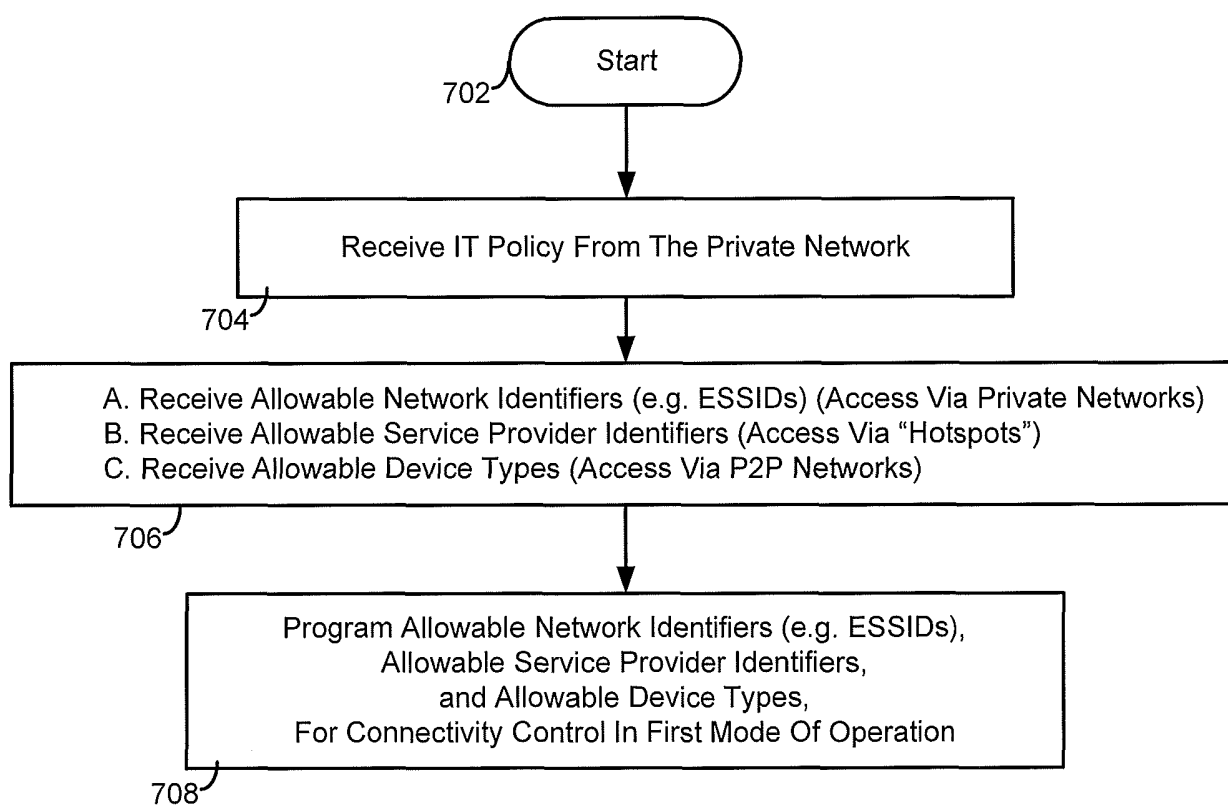 Start
702
Receive IT Policy From The Private Network
704
A. Receive Allowable Network Identifiers (e.g. ESSIDs) (Access Via Private Networks)
B. Receive Allowable Service Provider Identifiers (Access Via “Hotspots”)
C. Receive Allowable Device Types (Access Via P2P Networks)
706
Program Allowable Network Identifiers (e.g. ESSIDs),
Allowable Service Provider Identifiers,
and Allowable Device Types,
For Connectivity Control In First Mode Of Operation
708